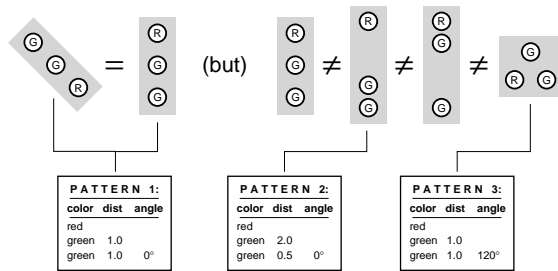 G G R = R G G (but) R G G ≠ R G G ≠ R G G ≠ G R G
PATTERN 1:
color dist angle
red
green 1.0
green 1.0 0°
PATTERN 2:
color dist angle
red
green 2.0
green 0.5 0°
PATTERN 3:
color dist angle
red
green 1.0
green 1.0 120°